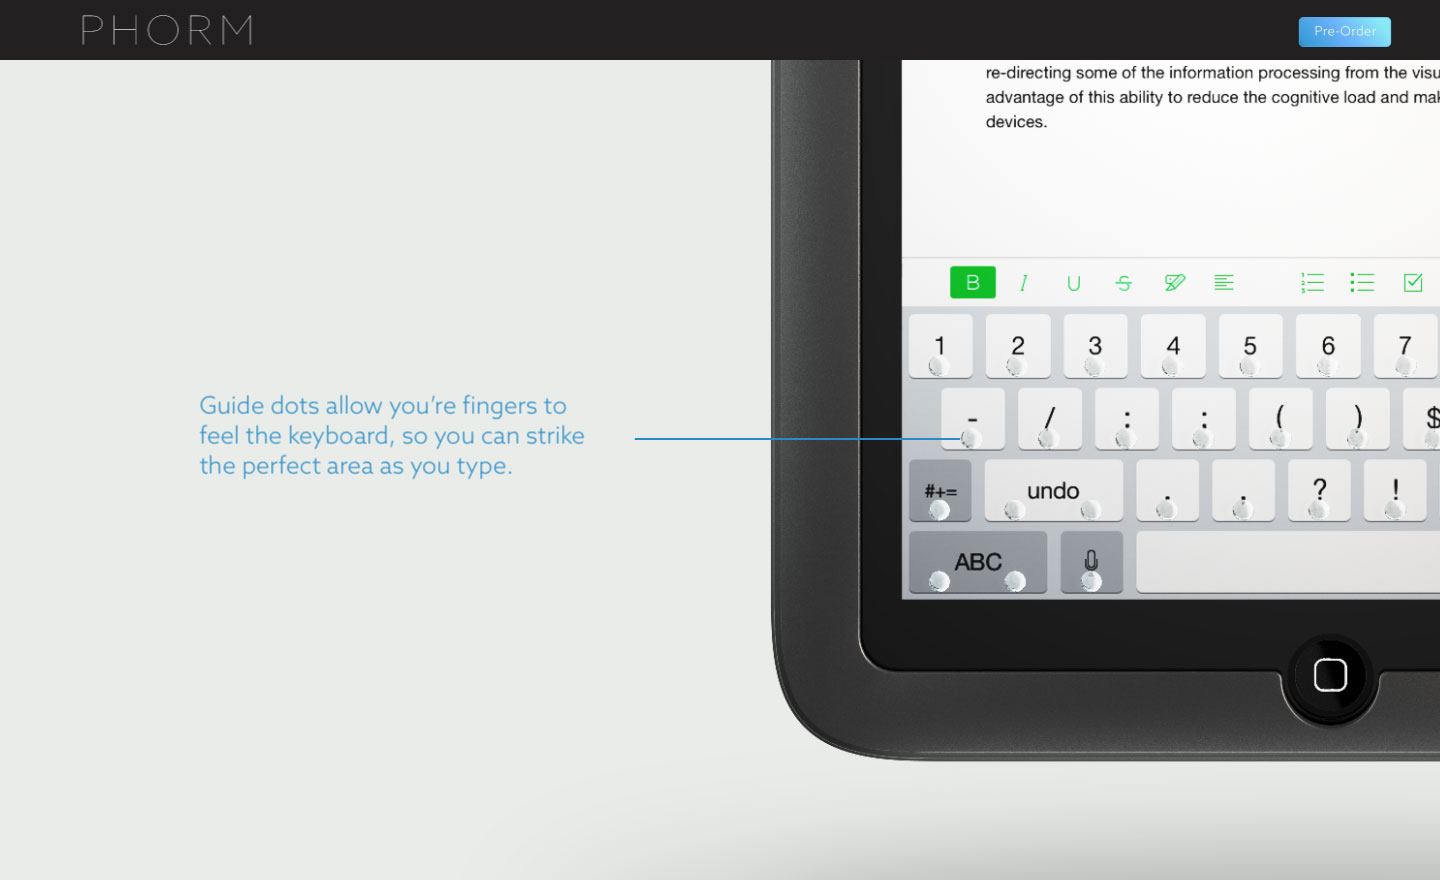 PHORM
Pre-Order
re-directing some of the information processing from the
advantage of this ability to reduce the cognitive load and
devices.
B I U S
1 2 3 4 5 6 7
Guide dots allow you're fingers to
feel the keyboard, so you can strike
the perfect area as you type.
- / : : ( ) $
#+= undo . . ? !
ABC